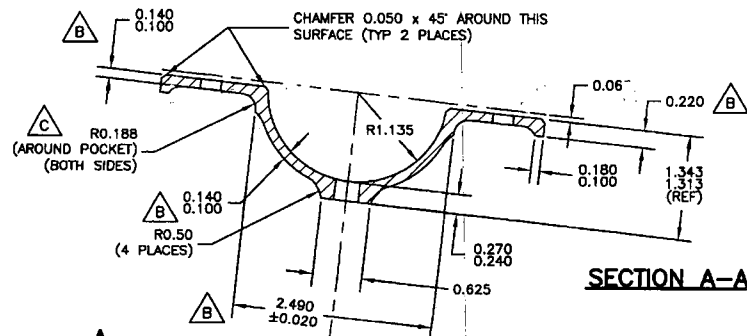 B
0.140
0.100
CHAMFER 0.050 x 45° AROUND THIS
SURFACE (TYP 2 PLACES)
0.06
0.220
B
C
R0.188
(AROUND POCKET)
(BOTH SIDES)
R1.135
0.180
0.100
1.343
1.313
(REF)
B
0.140
0.100
R0.50
(4 PLACES)
0.270
0.240
0.625
SECTION A-A
B
2.490
±0.020